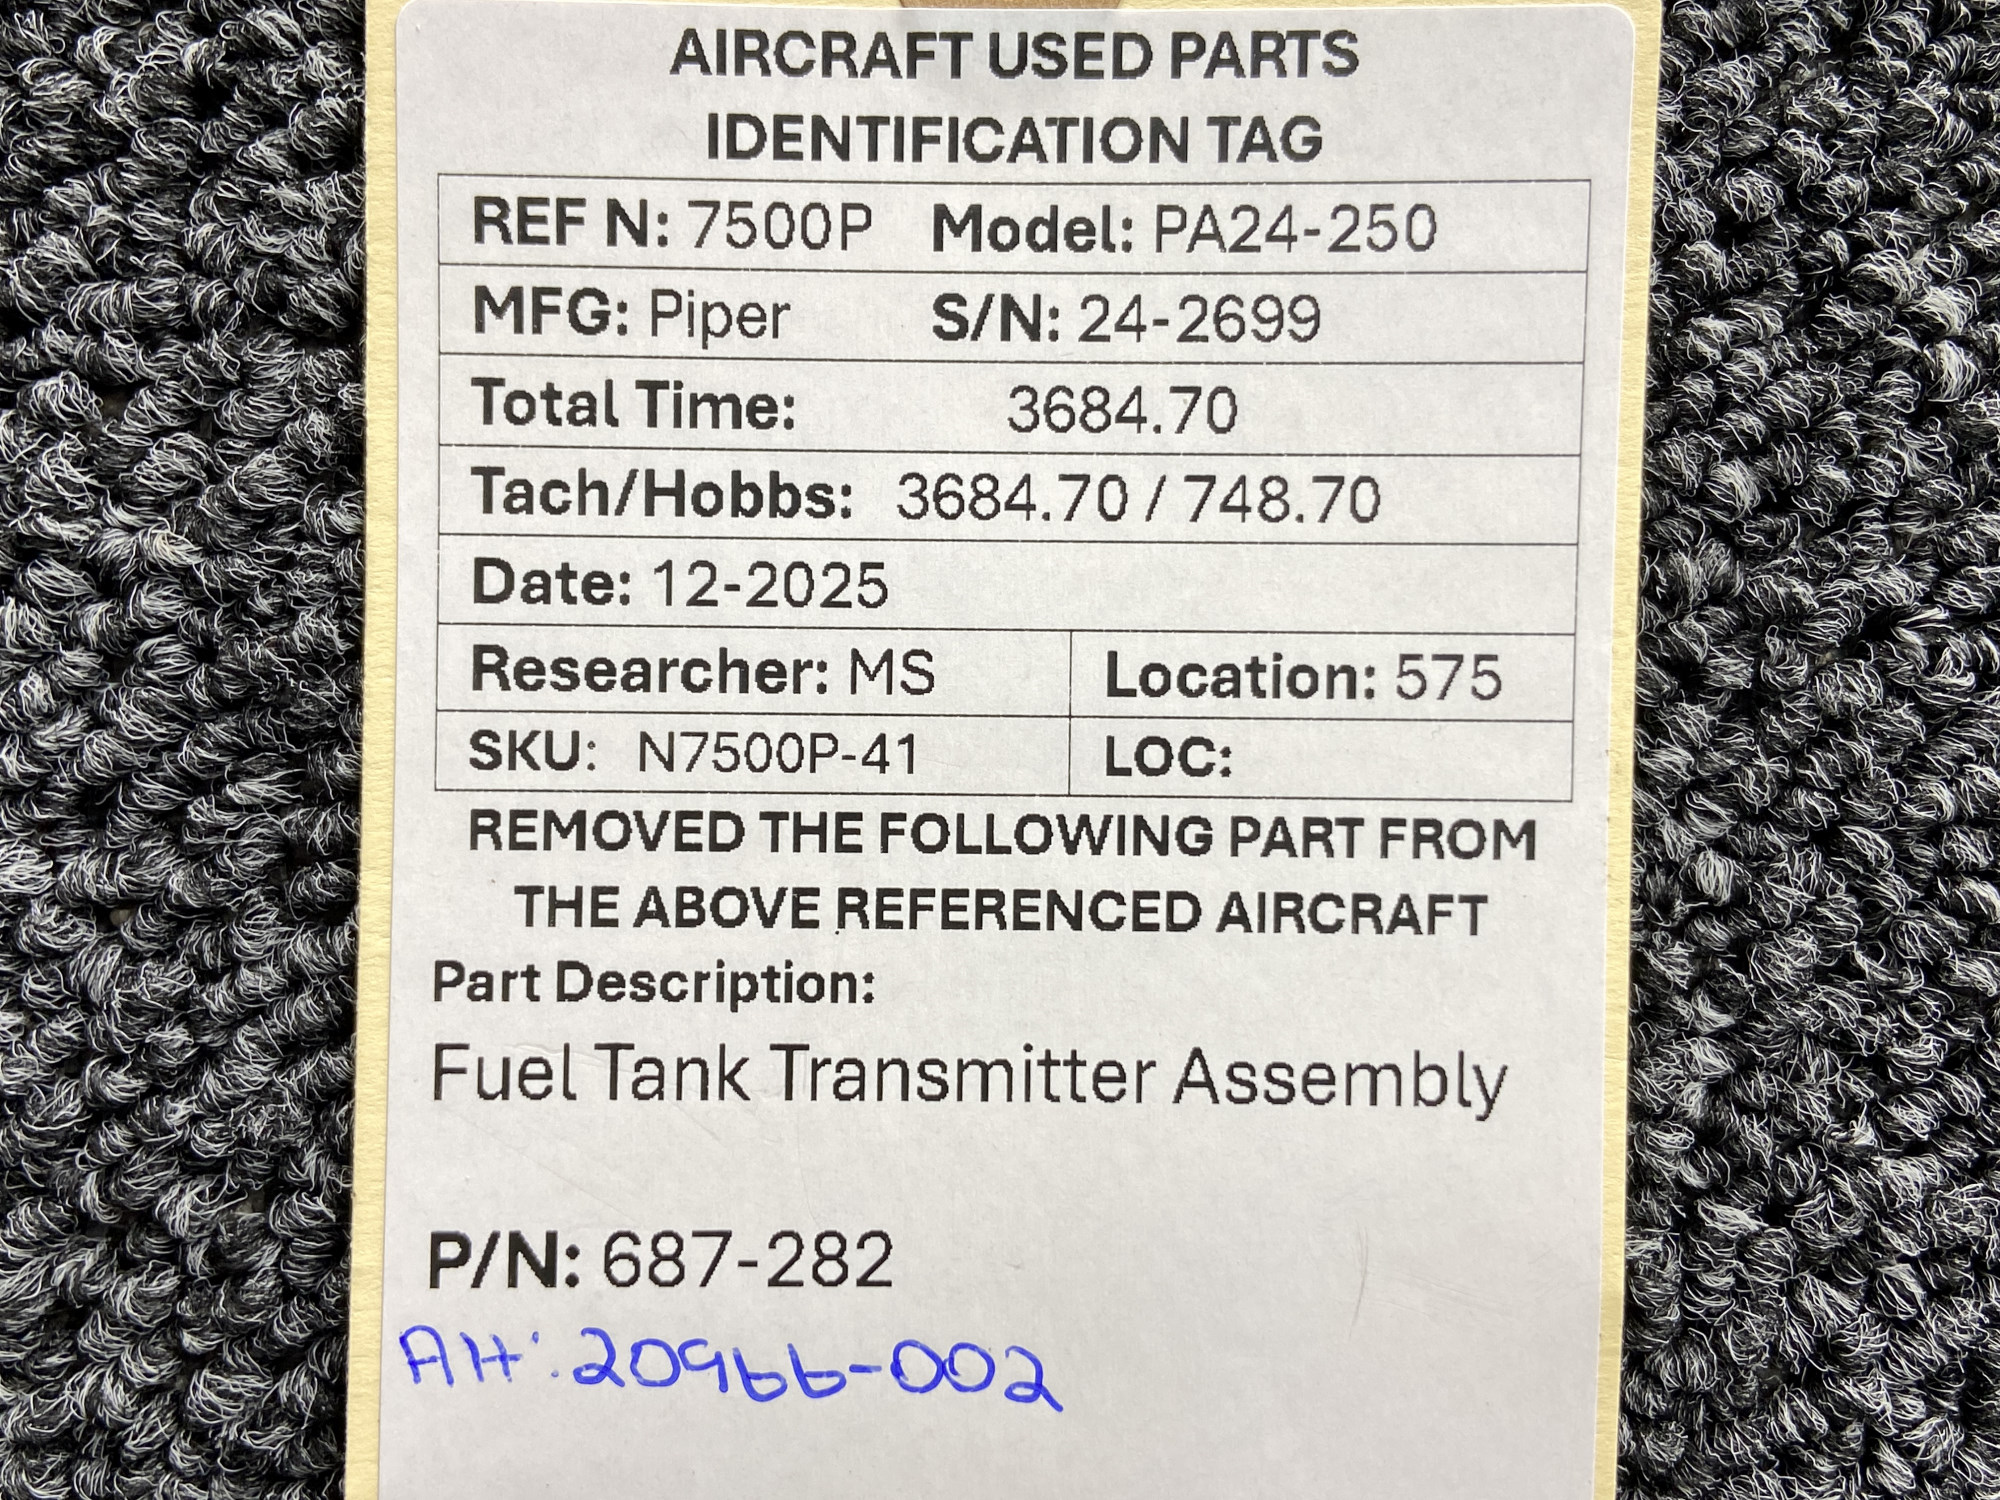 AIRCRAFT USED PARTS
IDENTIFICATION TAG
REF N: 7500P Model: PA24-250
MFG: Piper S/N: 24-2699
Total Time: 3684.70
Tach/Hobbs: 3684.70 / 748.70
Date: 12-2025
Researcher: MS Location: 575
SKU: N7500P-41 LOC:
REMOVED THE FOLLOWING PART FROM
THE ABOVE REFERENCED AIRCRAFT
Part Description:
Fuel Tank Transmitter Assembly
P/N: 687-282
AH: 20966-002